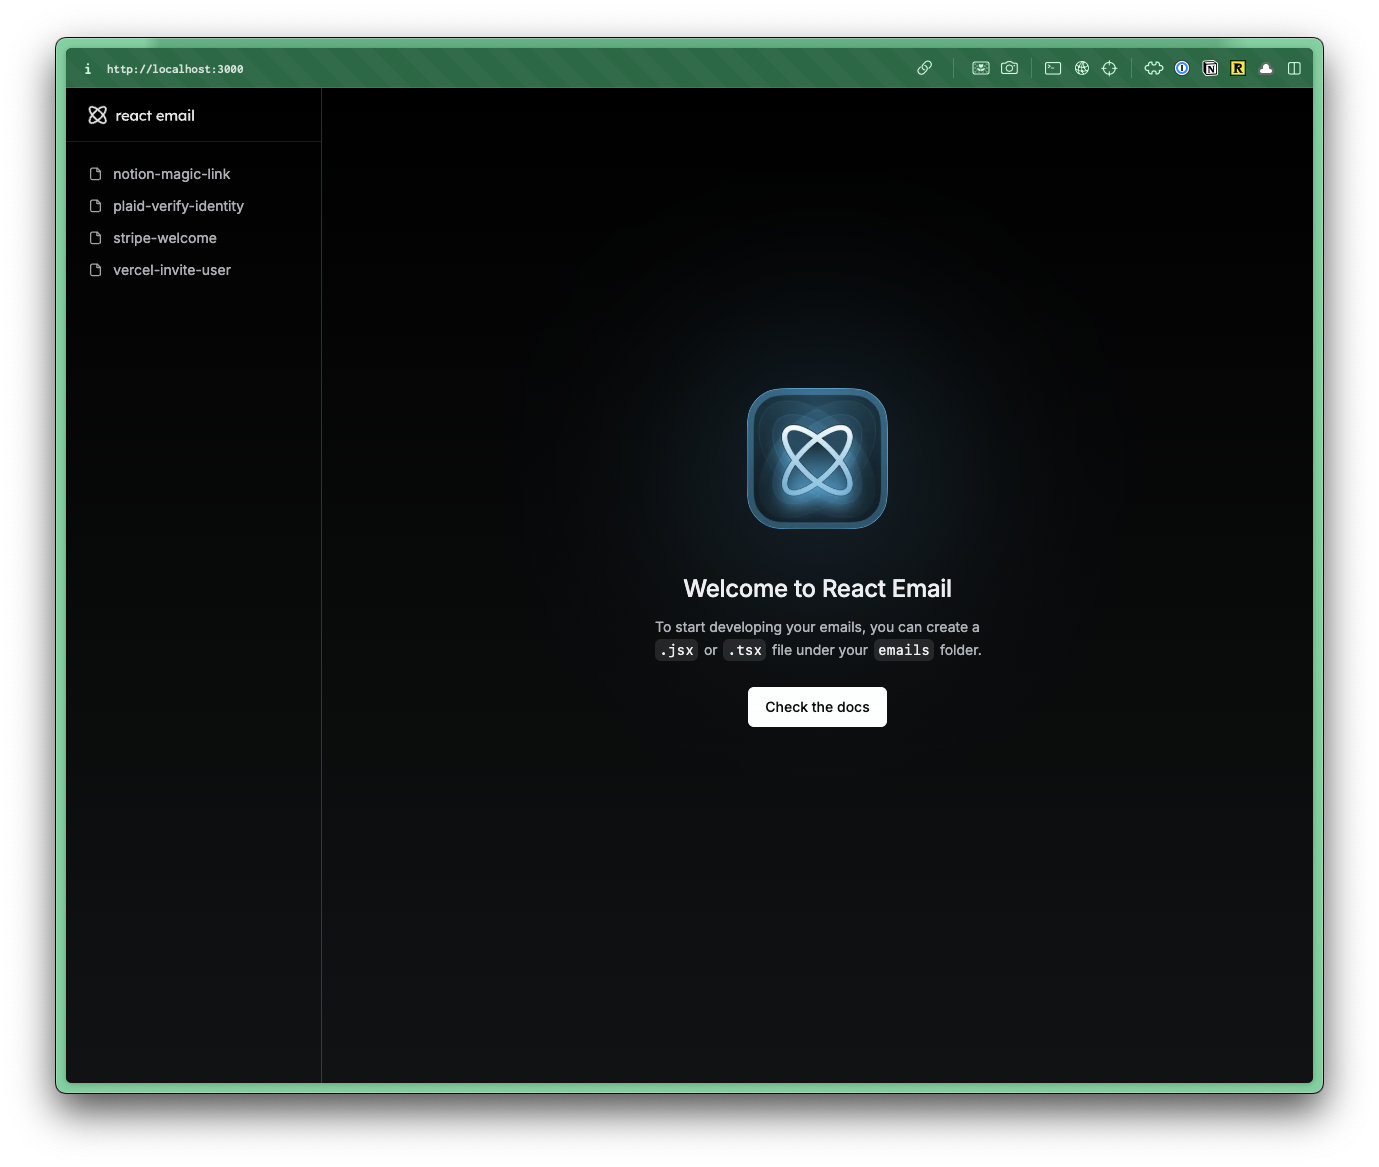 i http://localhost:3000
react email
notion-magic-link
plaid-verify-identity
stripe-welcome
vercel-invite-user
Welcome to React Email
To start developing your emails, you can create a
.jsx or .tsx file under your emails folder.
Check the docs